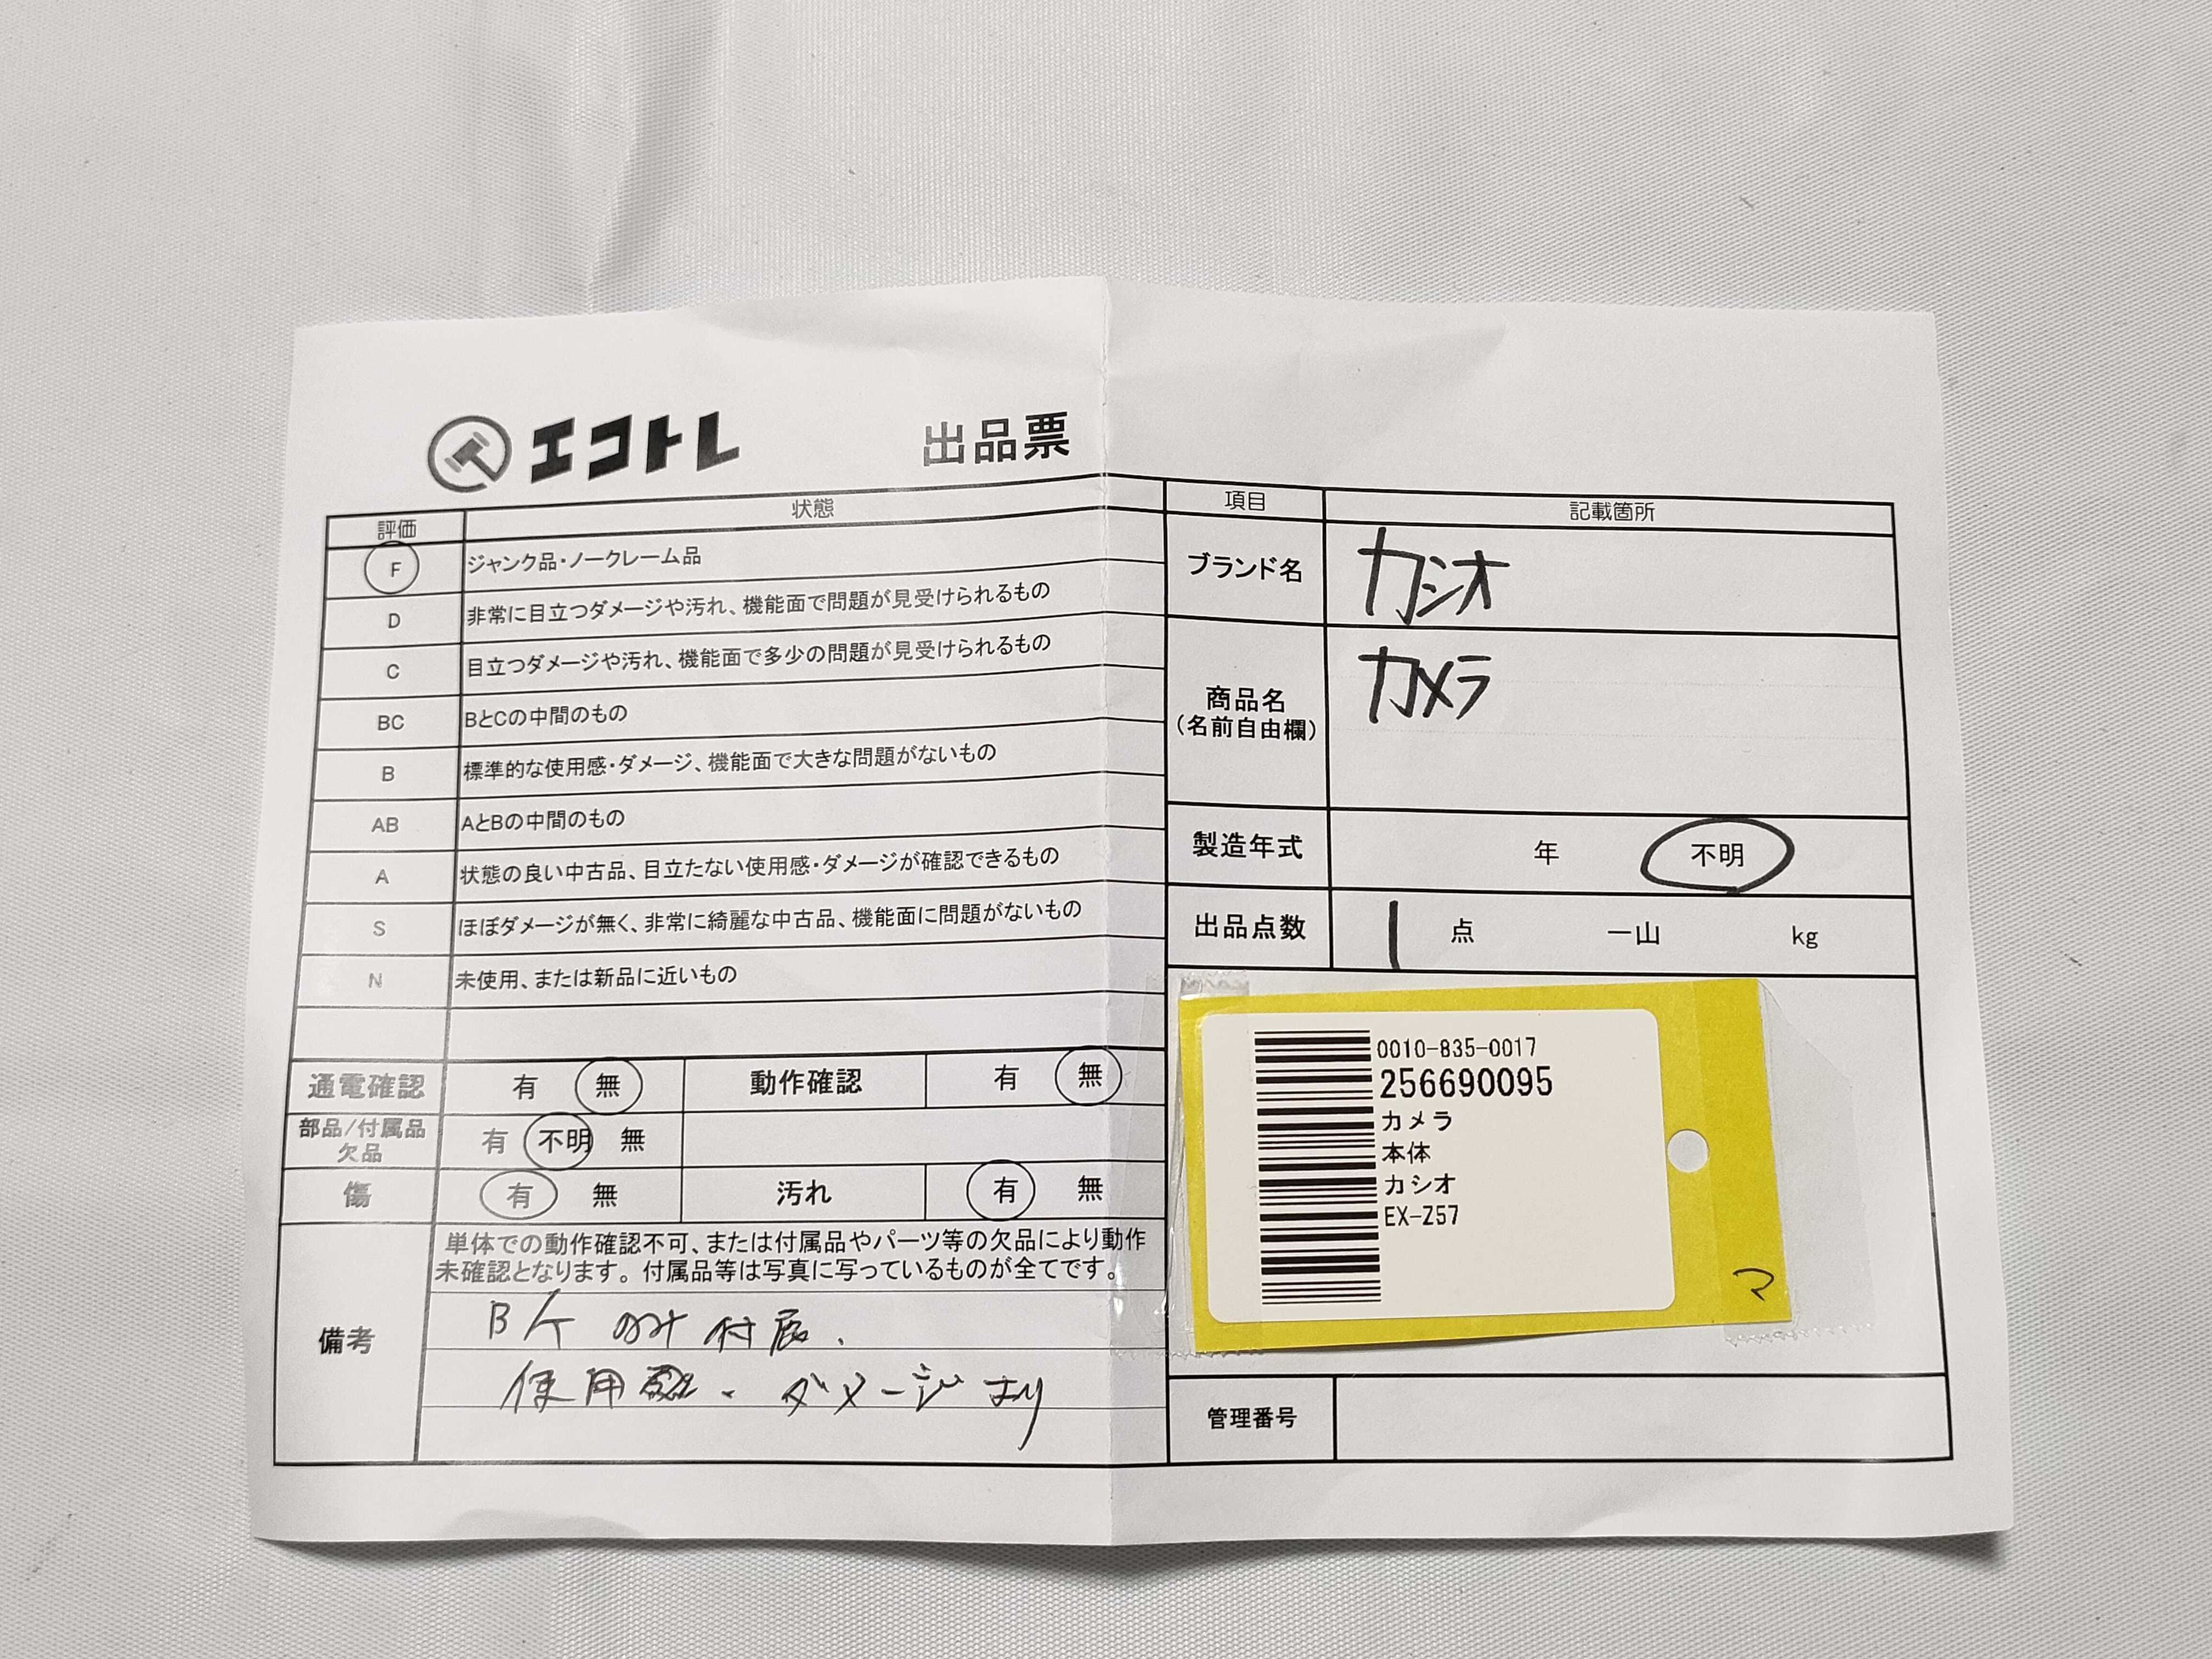 エコトレ 出品票
評価 状態
F ジャンク品・ノークレーム品
D 非常に目立つダメージや汚れ、機能面で問題が見受けられるもの
C 目立つダメージや汚れ、機能面で多少の問題が見受けられるもの
BC BとCの中間のもの
B 標準的な使用感・ダメージ、機能面で大きな問題がないもの
AB AとBの中間のもの
A 状態の良い中古品、目立たない使用感・ダメージが確認できるもの
S ほぼダメージが無く、非常に綺麗な中古品、機能面に問題がないもの
N 未使用、または新品に近いもの
通電確認 有 無 動作確認 有 無
部品/付属品
欠品
有 不明 無
傷 有 無 汚れ 有 無
備考
単体での動作確認不可、または付属品やパーツ等の欠品により動作
未確認となります。付属品等は写真に写っているものが全てです。
のみ付属.
使用感・ダメージあり
項目 記載箇所
ブランド名 カシオ
商品名
(名前自由欄)
カメラ
製造年式 年 不明
出品点数 1 点 一山 kg
0010-835-0017
256690095
カメラ
本体
カシオ
EX-Z57
マ
管理番号